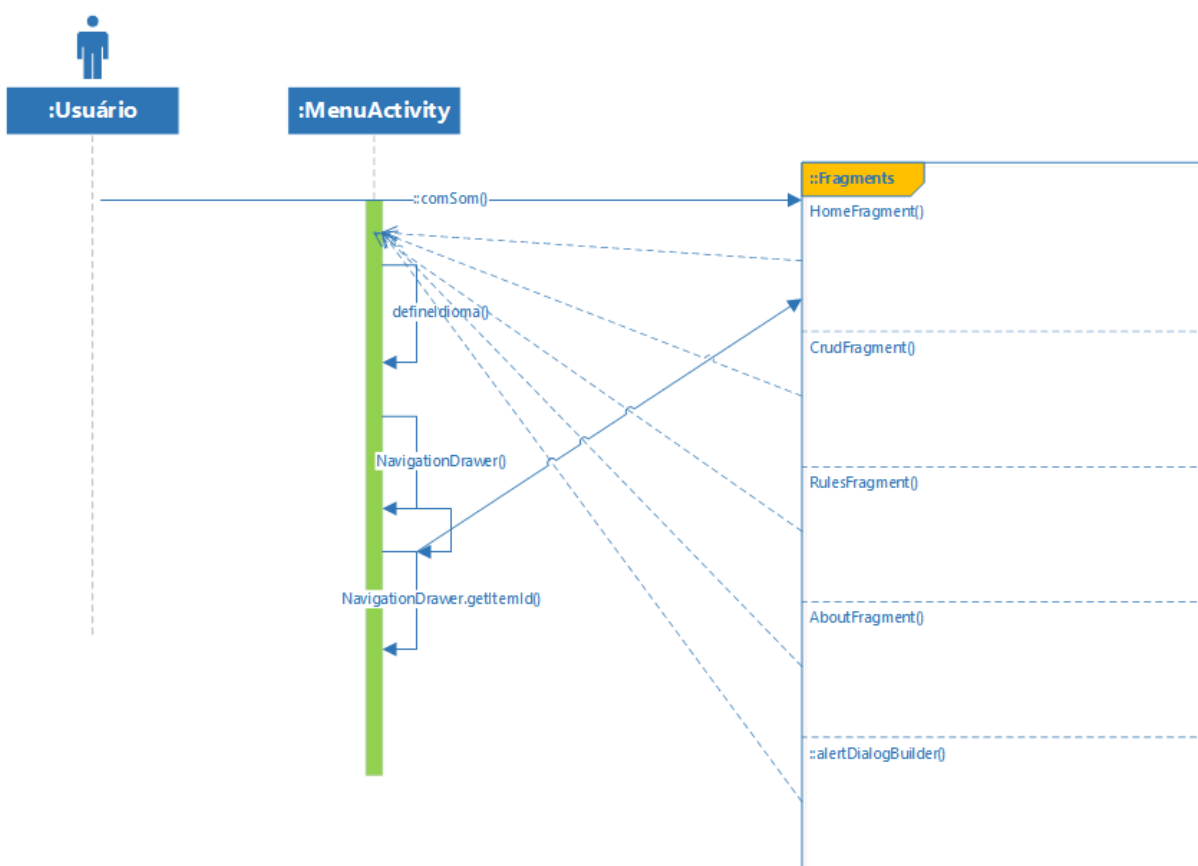 :Usuário
:MenuActivity
::Fragments
::comSom()
HomeFragment()
defineIdioma()
CrudFragment()
NavigationDrawer()
RulesFragment()
NavigationDrawer.getItemId()
AboutFragment()
::alertDialogBuilder()